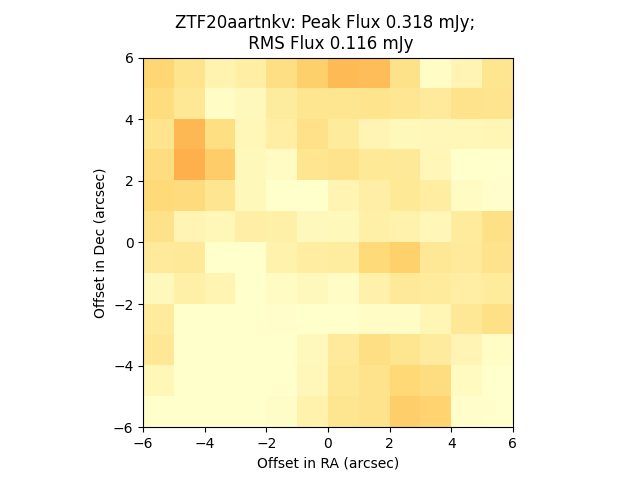 ZTF20aartnkv: Peak Flux 0.318 mJy;
RMS Flux 0.116 mJy
6
4
2
0
−2
−4
−6
Offset in Dec (arcsec)
−6 −4 −2 0 2 4 6
Offset in RA (arcsec)